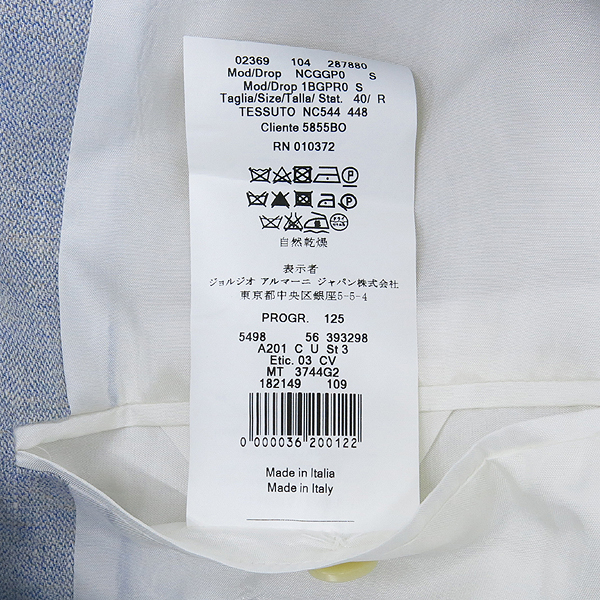 02369 104 287880
Mod/Drop NCGGP0 S
Mod/Drop 1BGPR0 S
Taglia/Size/Talla/ Stat. 40/ R
TESSUTO NC544 448
Cliente 5855BO
RN 010372
自然乾燥
表示者
ジョルジオ アルマーニ ジャパン株式会社
東京都中央区銀座5-5-4
PROGR. 125
5498 56 393298
A201 C U St 3
Etic. 03 CV
MT 3744G2
182149 109
0 000036 200122
Made in Italia
Made in Italy